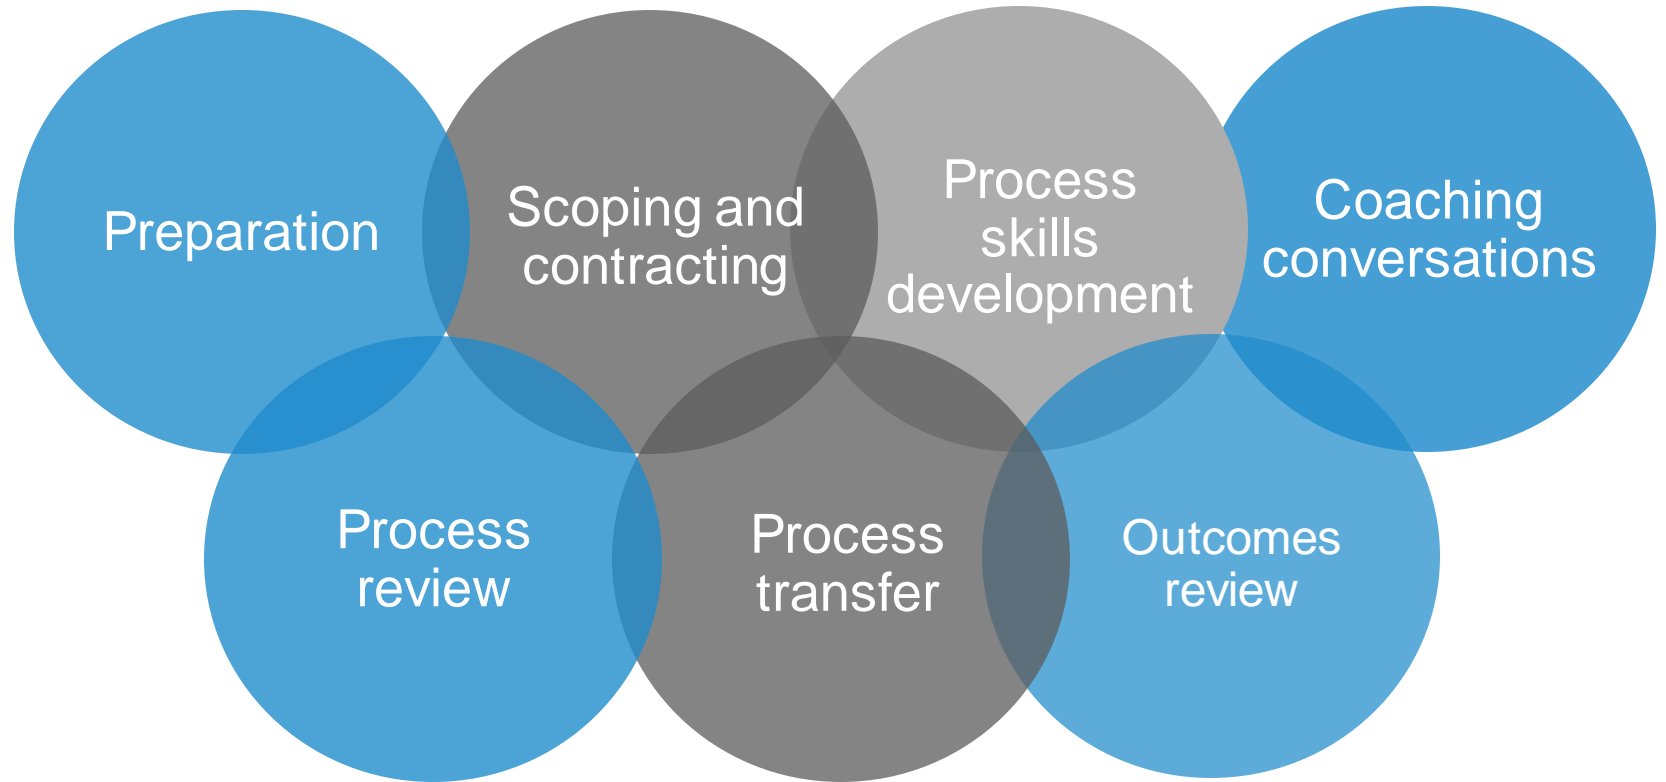 Preparation
Scoping and
contracting
Process
skills
development
Coaching
conversations
Process
review
Process
transfer
Outcomes
review